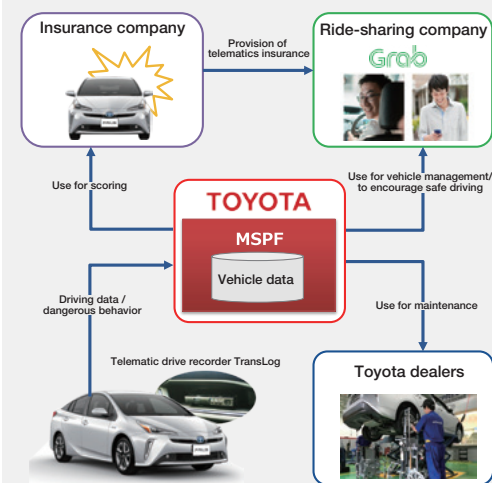 Insurance company
Provision of
telematics insurance
Ride-sharing company
Grab
Use for scoring
Use for vehicle management/
to encourage safe driving
TOYOTA
MSPF
Vehicle data
Driving data /
dangerous behavior
Use for maintenance
Telematic drive recorder TransLog
Toyota dealers